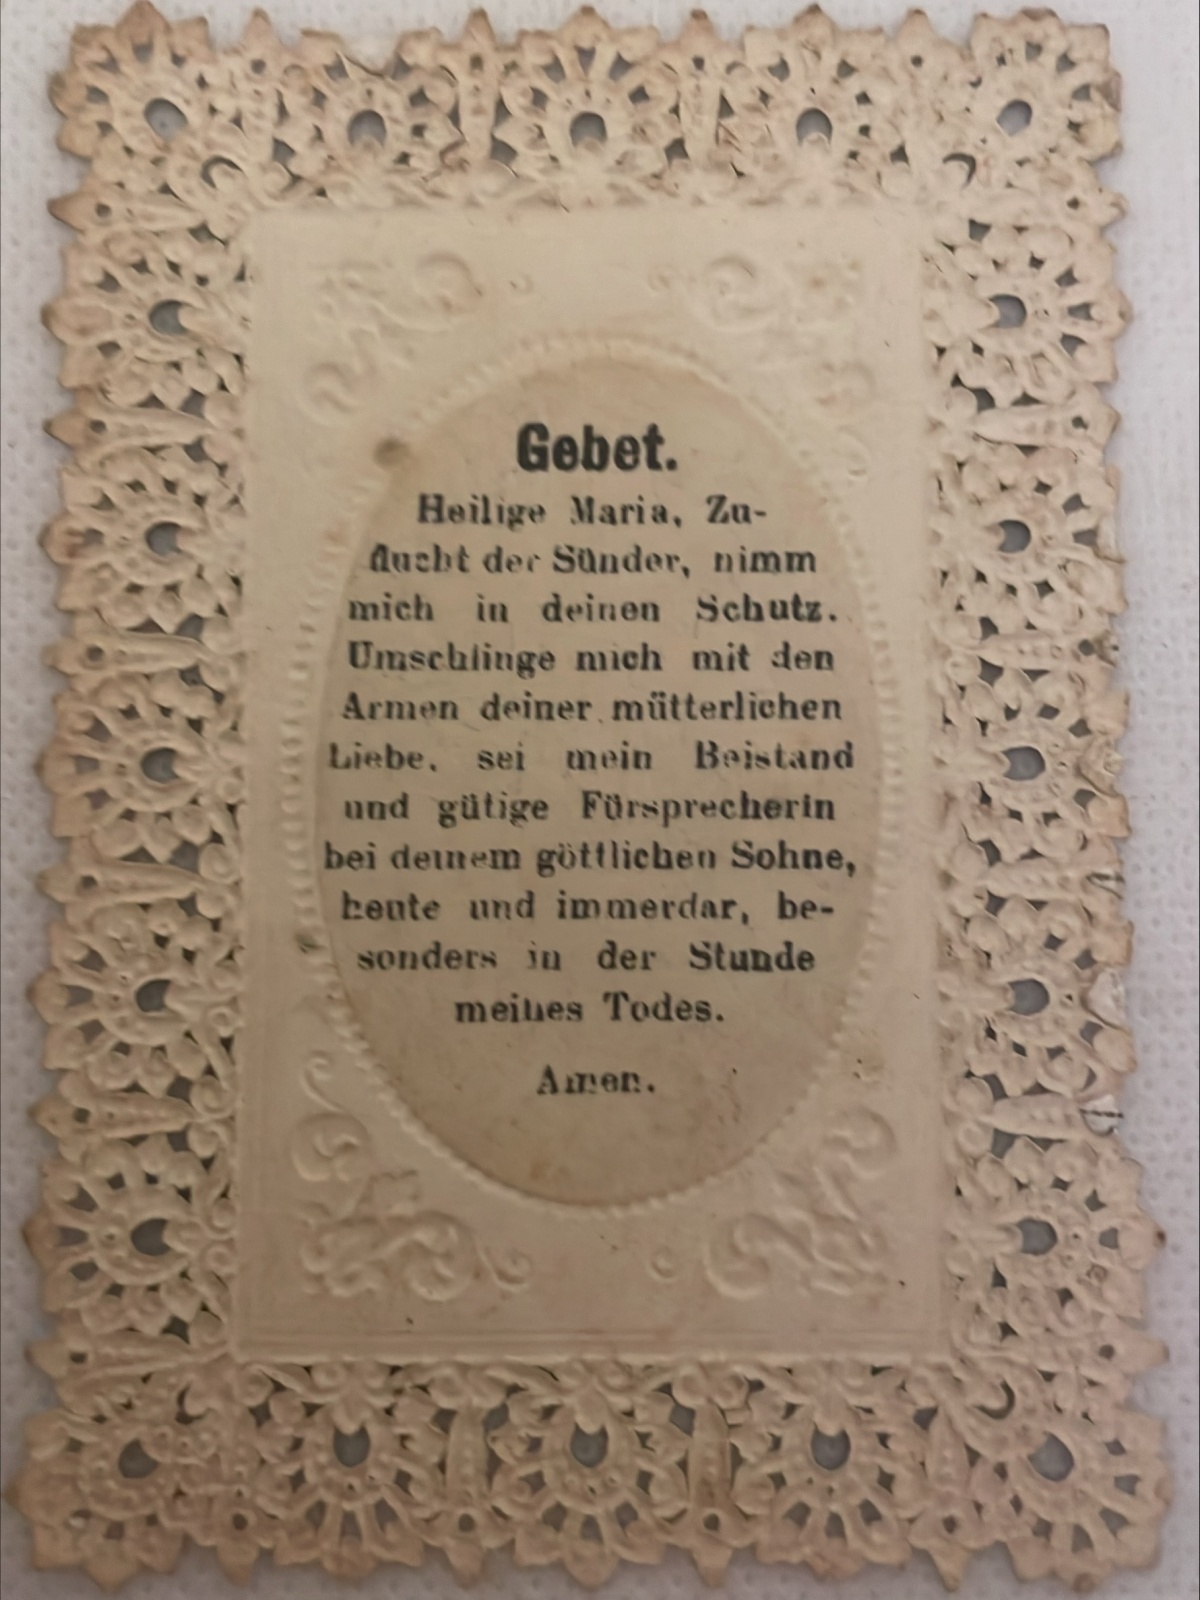 Gebet.
Heilige Maria, Zu-
flucht der Sünder, nimm
mich in deinen Schutz.
Umschlinge mich mit den
Armen deiner mütterlichen
Liebe, sei mein Beistand
und gütige Fürsprecherin
bei deinem göttlichen Sohne,
heute und immerdar, be-
sonders in der Stunde
meines Todes.
Amen.